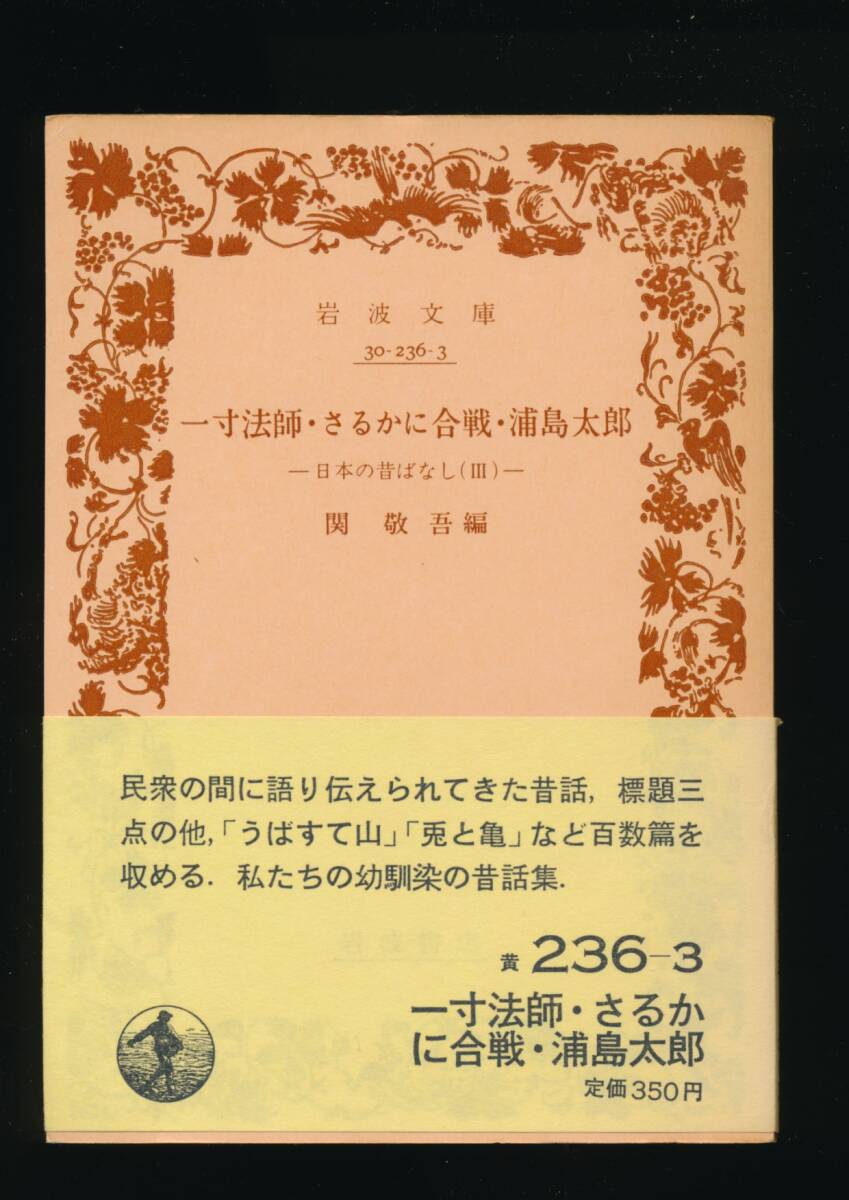 岩波文庫
30-236-3
一寸法師・さるかに合戦・浦島太郎
—日本の昔ばなし(III)—
関敬吾編
民衆の間に語り伝えられてきた昔話, 標題三
点の他,「うばすて山」「兎と亀」など百数篇を
収める. 私たちの幼馴染の昔話集.
黄 236-3
一寸法師・さるか
に合戦・浦島太郎
定価350円